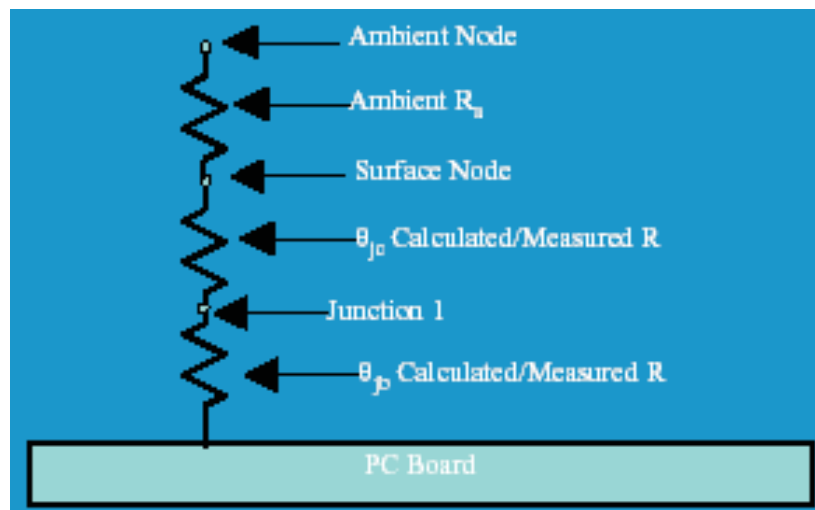 Ambient Node
Ambient Rₐ
Surface Node
θjc Calculated/Measured R
Junction 1
θjb Calculated/Measured R
PC Board